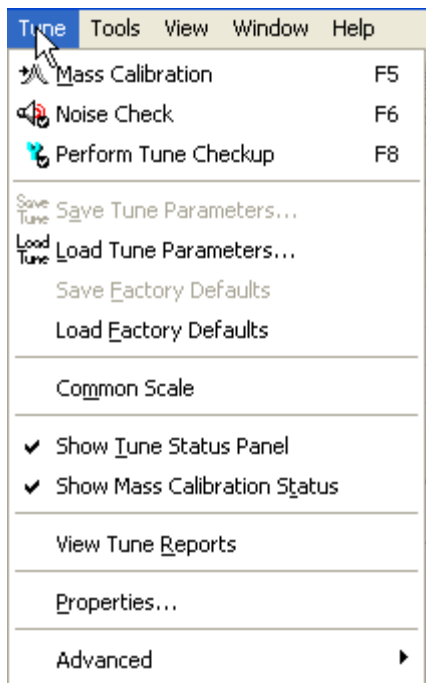 Tune Tools View Window Help
Mass Calibration F5
Noise Check F6
Perform Tune Checkup F8
Save Tune Save Tune Parameters...
Load Tune Load Tune Parameters...
Save Factory Defaults
Load Factory Defaults
Common Scale
Show Tune Status Panel
Show Mass Calibration Status
View Tune Reports
Properties...
Advanced